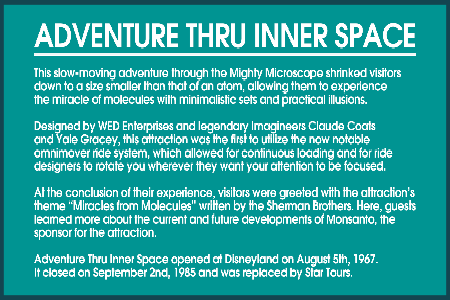 ADVENTURE THRU INNER SPACE
This slow-moving adventure through the Mighty Microscope shrinked visitors
down to a size smaller than that of an atom, allowing them to experience
the miracle of molecules with minimalistic sets and practical illusions.
Designed by WED Enterprises and legendary Imagineers Claude Coats
and Yale Gracey, this attraction was the first to utilize the now notable
omnimover ride system, which allowed for continuous loading and for ride
designers to rotate you wherever they want your attention to be focused.
At the conclusion of their experience, visitors were greeted with the attraction's
theme "Miracles from Molecules" written by the Sherman Brothers. Here, guests
learned more about the current and future developments of Monsanto, the
sponsor for the attraction.
Adventure Thru Inner Space opened at Disneyland on August 5th, 1967.
It closed on September 2nd, 1985 and was replaced by Star Tours.